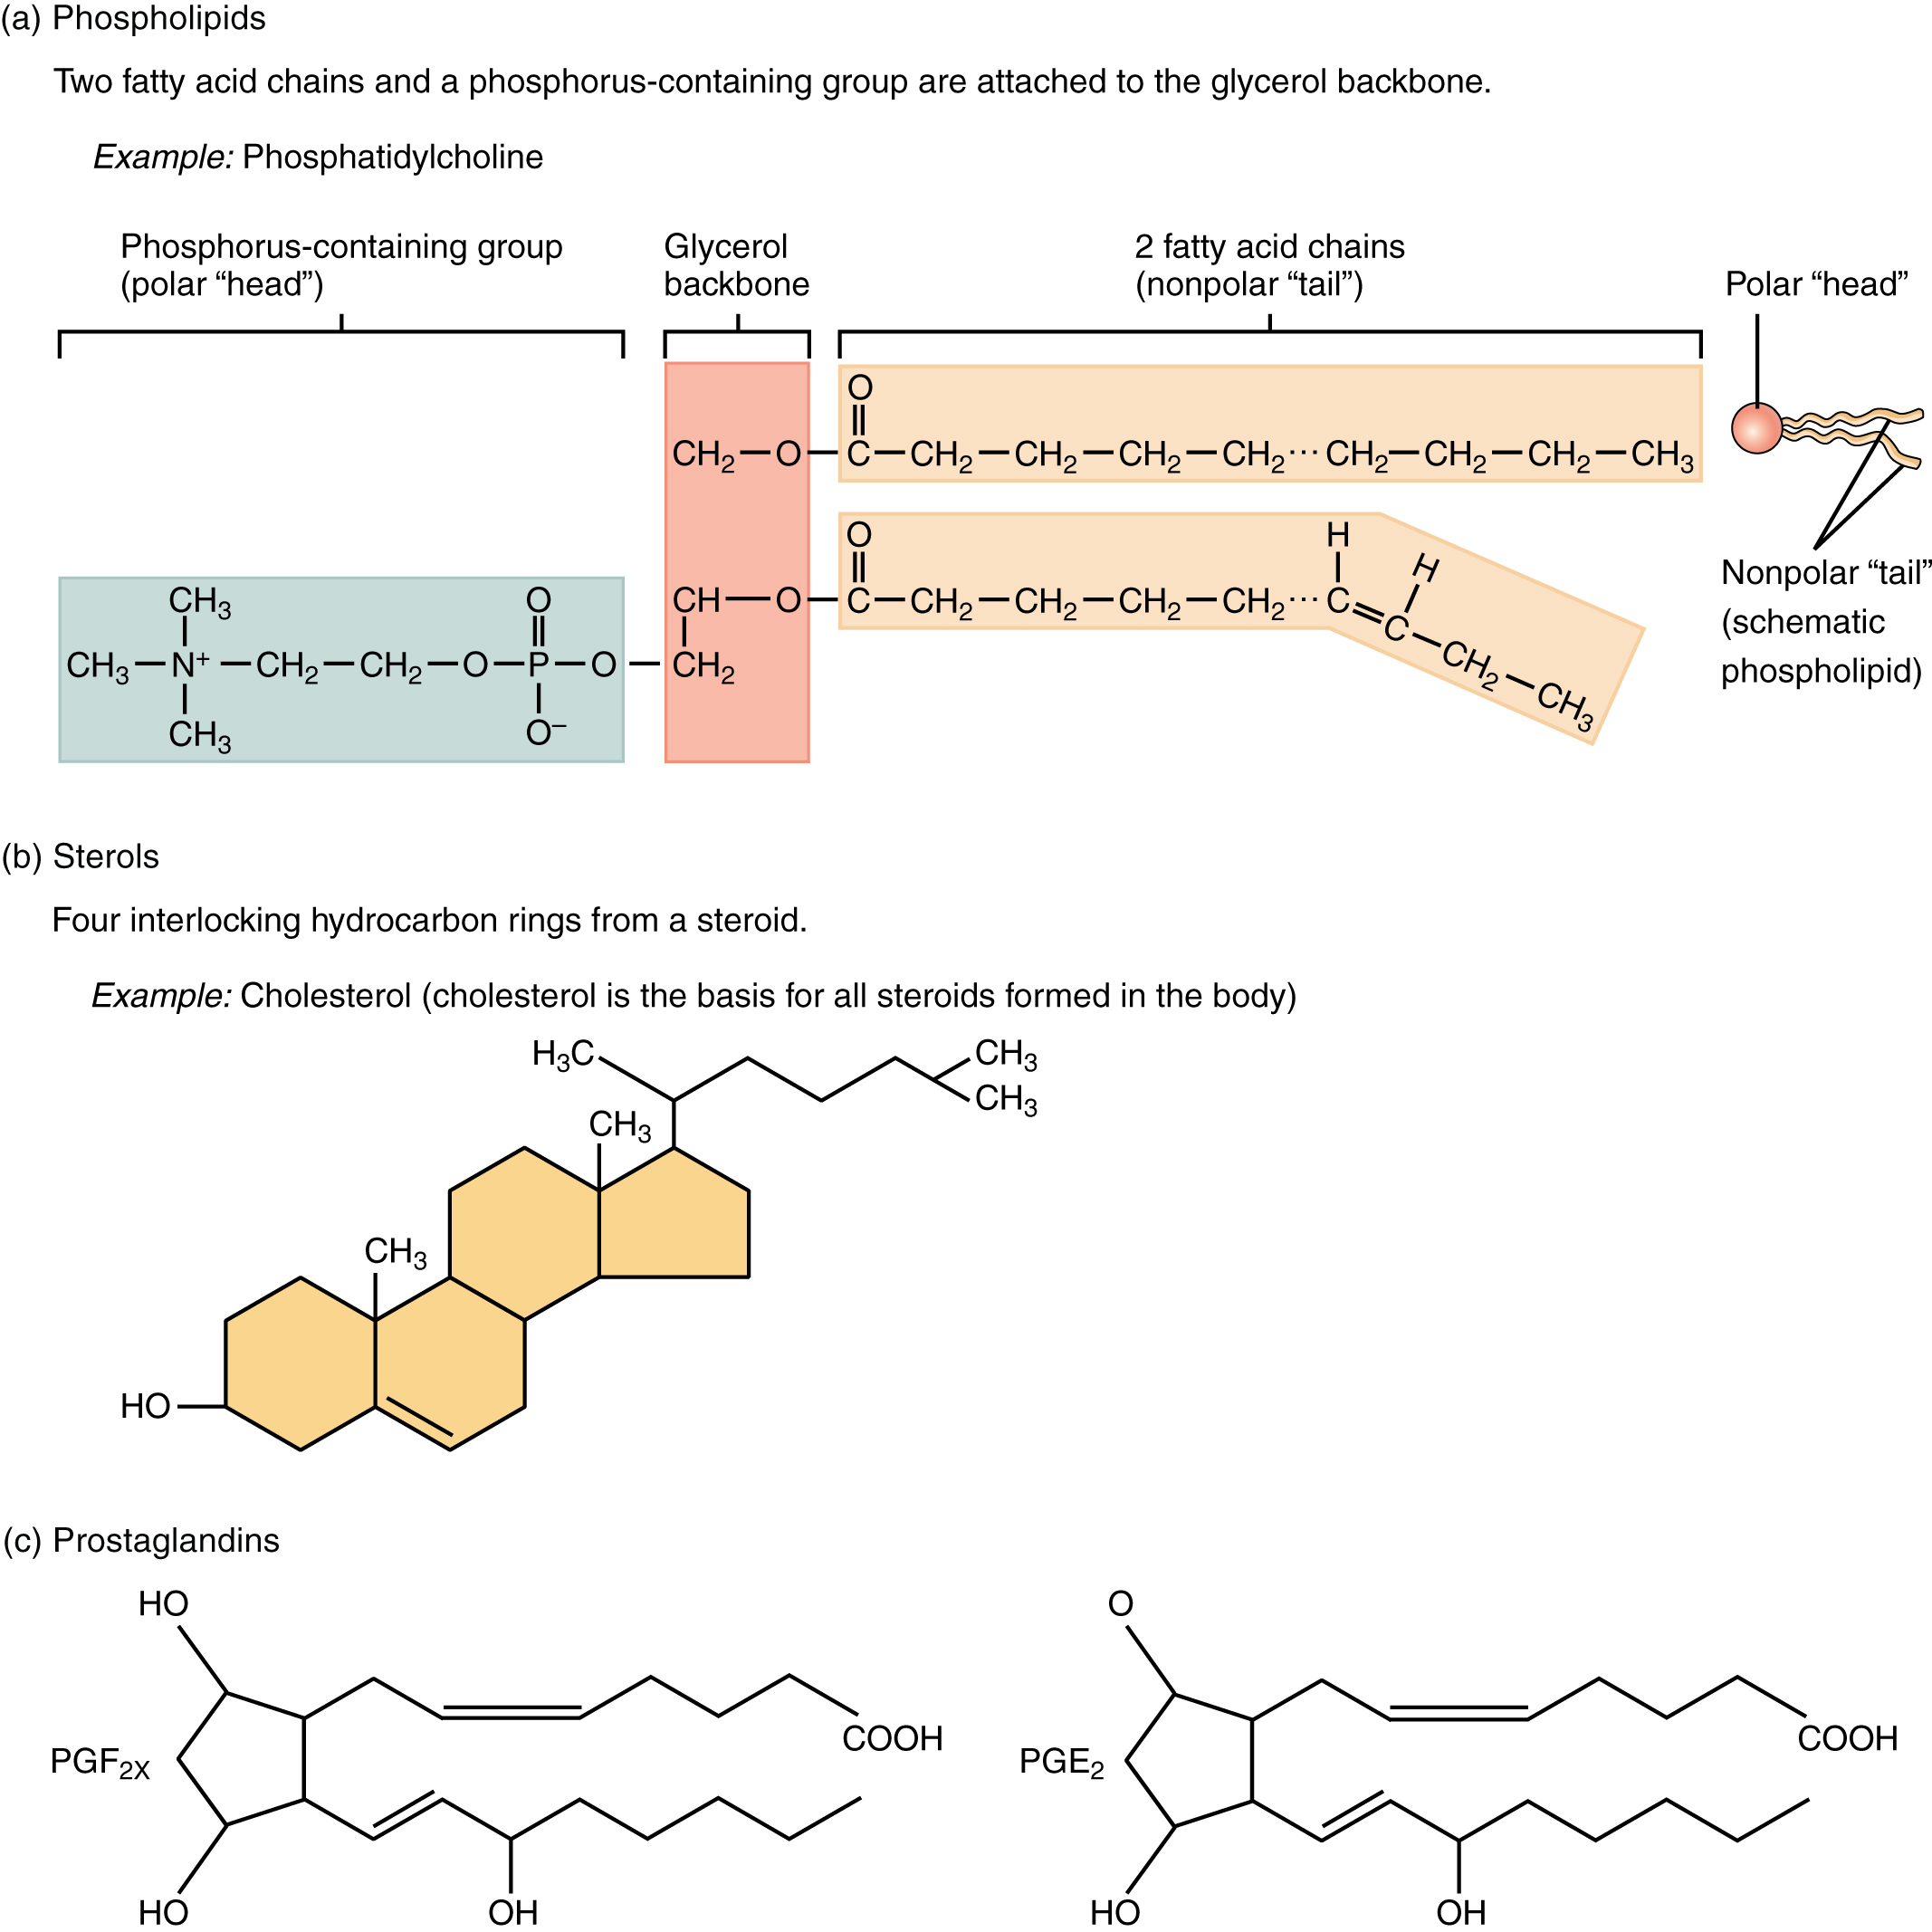 (a) Phospholipids
Two fatty acid chains and a phosphorus-containing group are attached to the glycerol backbone.
Example: Phosphatidylcholine
Phosphorus-containing group
(polar “head”)
Glycerol
backbone
2 fatty acid chains
(nonpolar “tail”)
Polar “head”
O
CH₂ O C CH₂ CH₂ CH₂ CH₂ ··· CH₂ CH₂ CH₂ CH₃
O H H
CH O C CH₂ CH₂ CH₂ CH₂ ··· C C CH₂ CH₃
CH₃ O
CH₃ N⁺ CH₂ CH₂ O P O CH₂
CH₃ O⁻
Nonpolar “tail”
(schematic
phospholipid)
(b) Sterols
Four interlocking hydrocarbon rings from a steroid.
Example: Cholesterol (cholesterol is the basis for all steroids formed in the body)
H₃C CH₃
CH₃
CH₃
CH₃
HO
(c) Prostaglandins
HO
COOH
PGF₂X
HO OH
O
COOH
PGE₂
HO OH